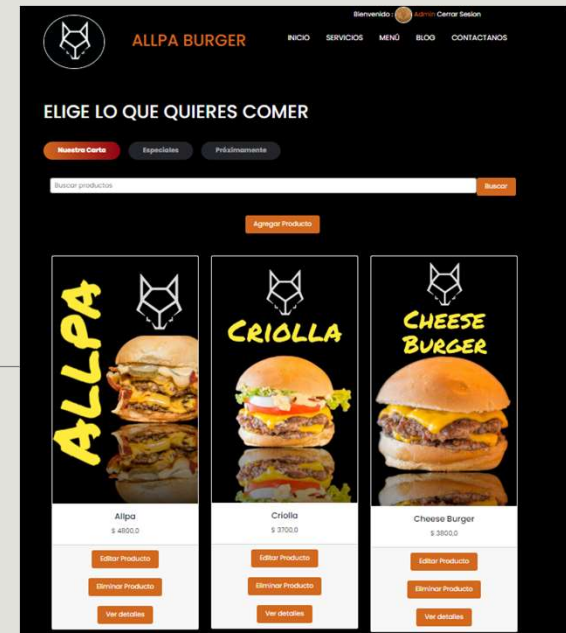 Bienvenido : Admin Cerrar Sesion
ALLPA BURGER
INICIO SERVICIOS MENÚ BLOG CONTACTANOS
ELIGE LO QUE QUIERES COMER
Nuestra Carta Especiales Próximamente
Buscar productos Buscar
Agregar Producto
ALLPA
CRIOLLA
CHEESE
BURGER
Allpa
$ 4800,0
Editar Producto
Eliminar Producto
Ver detalles
Criolla
$ 3700,0
Editar Producto
Eliminar Producto
Ver detalles
Cheese Burger
$ 3800,0
Editar Producto
Eliminar Producto
Ver detalles